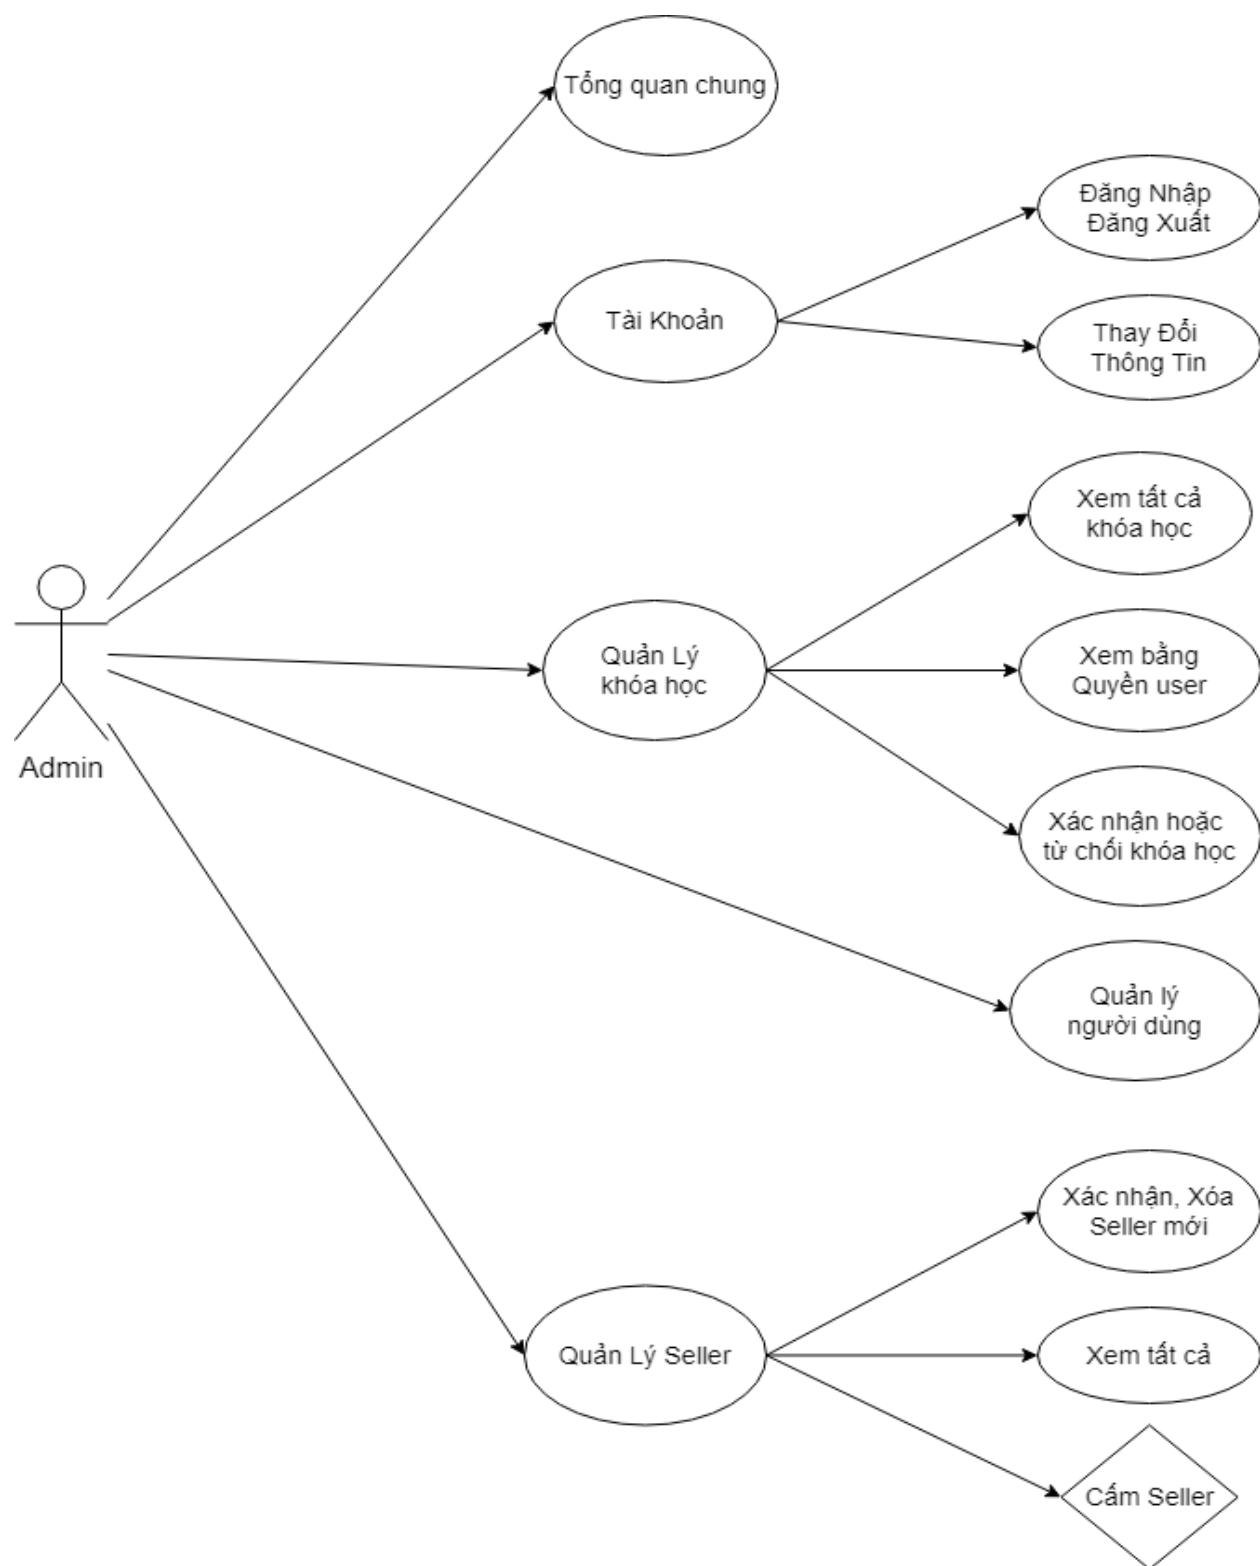 Tổng quan chung
Đăng Nhập
Đăng Xuất
Tài Khoản
Thay Đổi
Thông Tin
Xem tất cả
khóa học
Admin
Quản Lý
khóa học
Xem bằng
Quyền user
Xác nhận hoặc
từ chối khóa học
Quản lý
người dùng
Xác nhận, Xóa
Seller mới
Quản Lý Seller
Xem tất cả
Cấm Seller